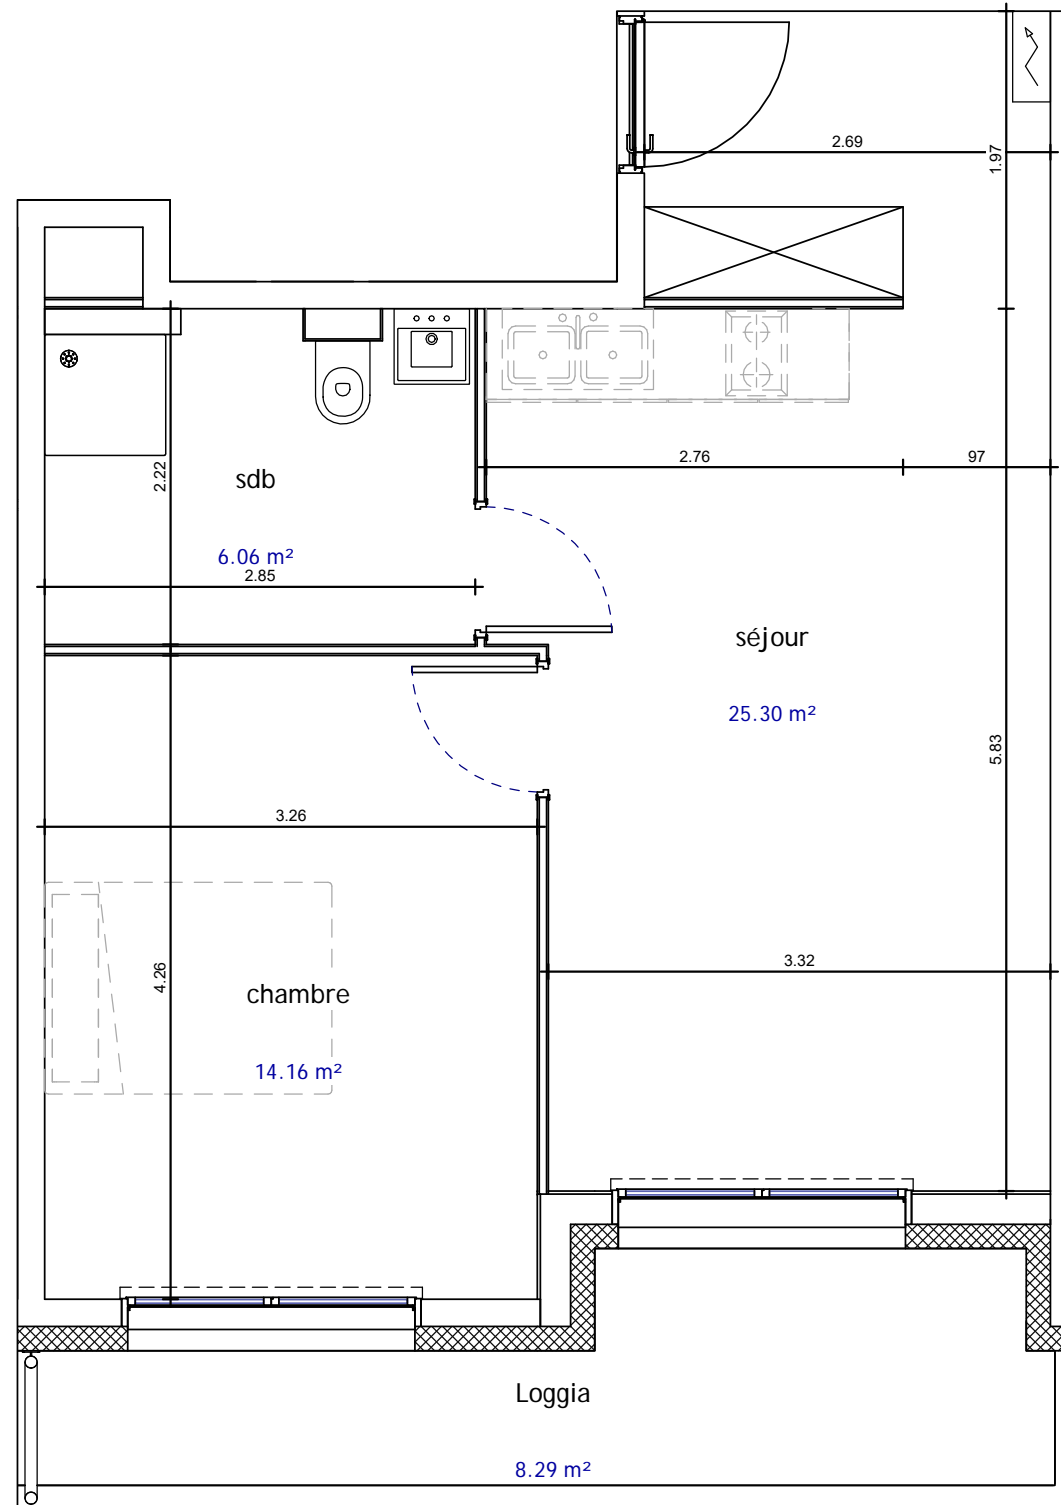 2.69
1.97
2.76
97
2.22
sdb
6.06 m²
2.85
séjour
25.30 m²
5.83
3.26
3.32
4.26
chambre
14.16 m²
Loggia
8.29 m²